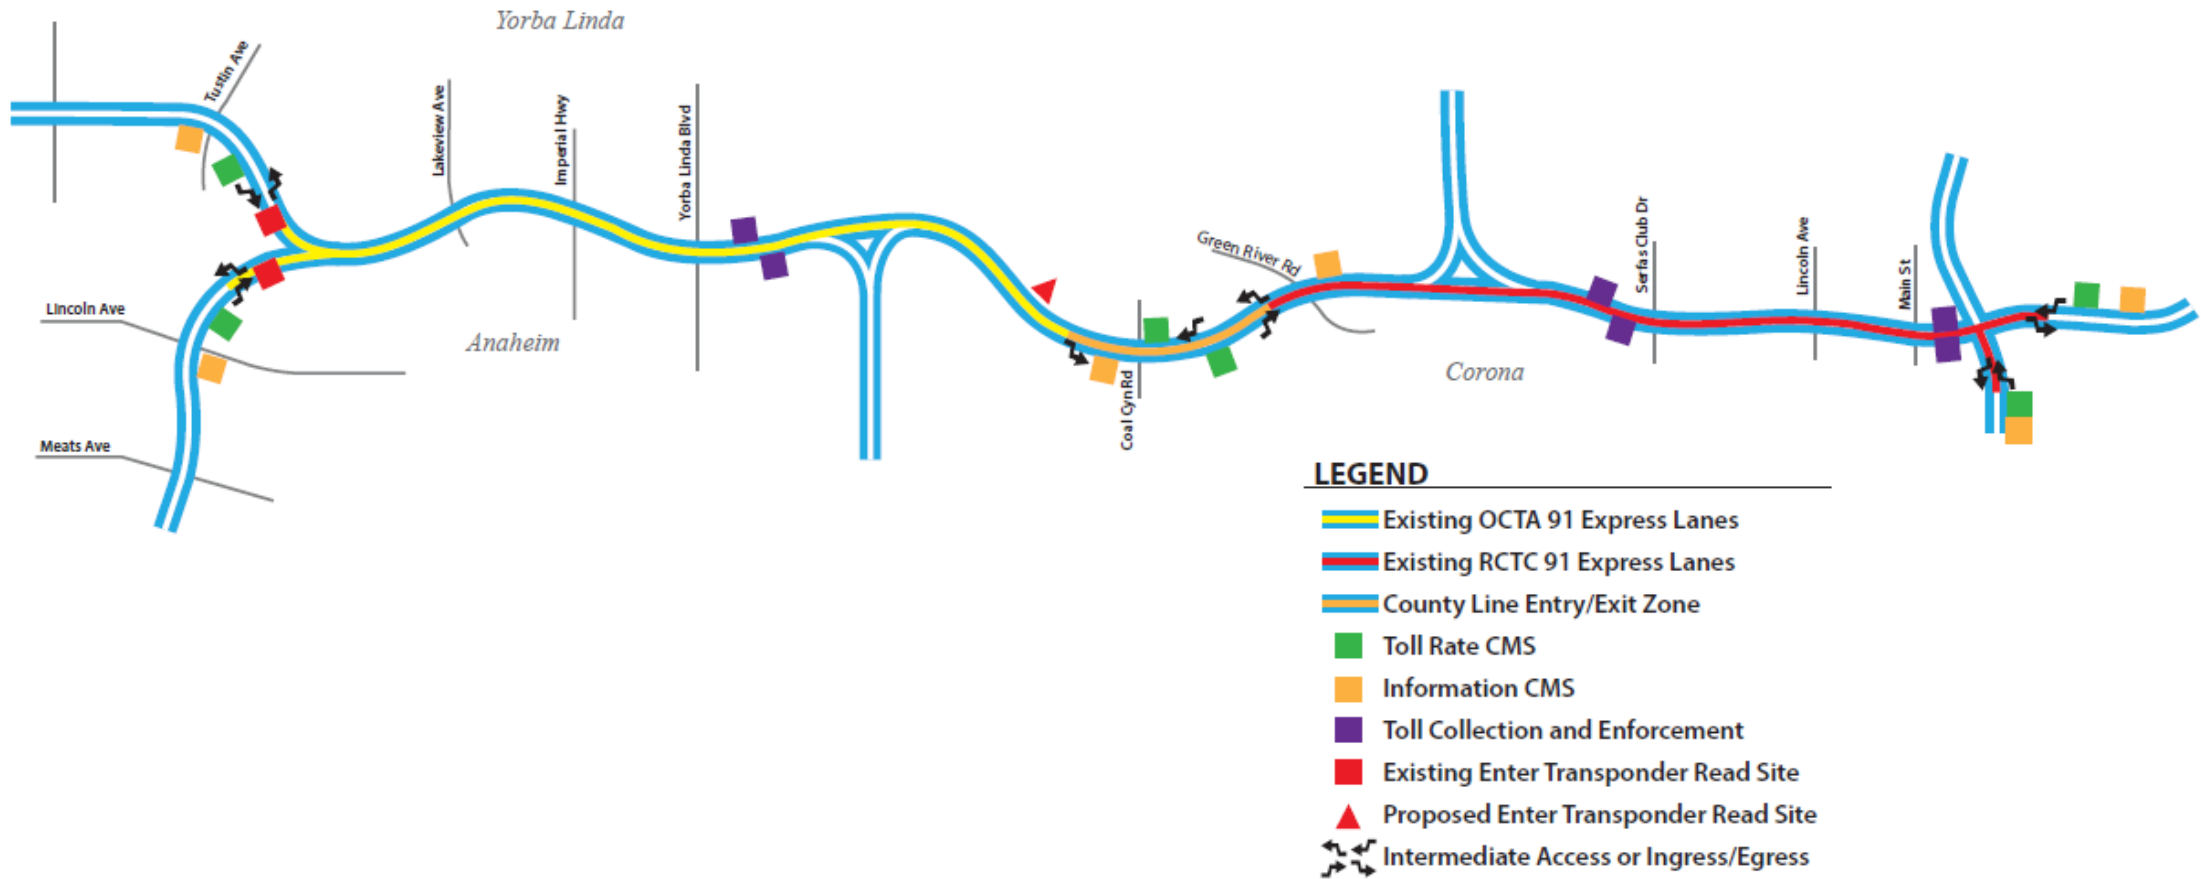 Yorba Linda
Tustin Ave
Lakeview Ave
Imperial Hwy
Yorba Linda Blvd
Green River Rd
Serfas Club Dr
Lincoln Ave
Main St
Lincoln Ave
Anaheim
Coal Cyn Rd
Corona
Meats Ave
LEGEND
Existing OCTA 91 Express Lanes
Existing RCTC 91 Express Lanes
County Line Entry/Exit Zone
Toll Rate CMS
Information CMS
Toll Collection and Enforcement
Existing Enter Transponder Read Site
Proposed Enter Transponder Read Site
Intermediate Access or Ingress/Egress